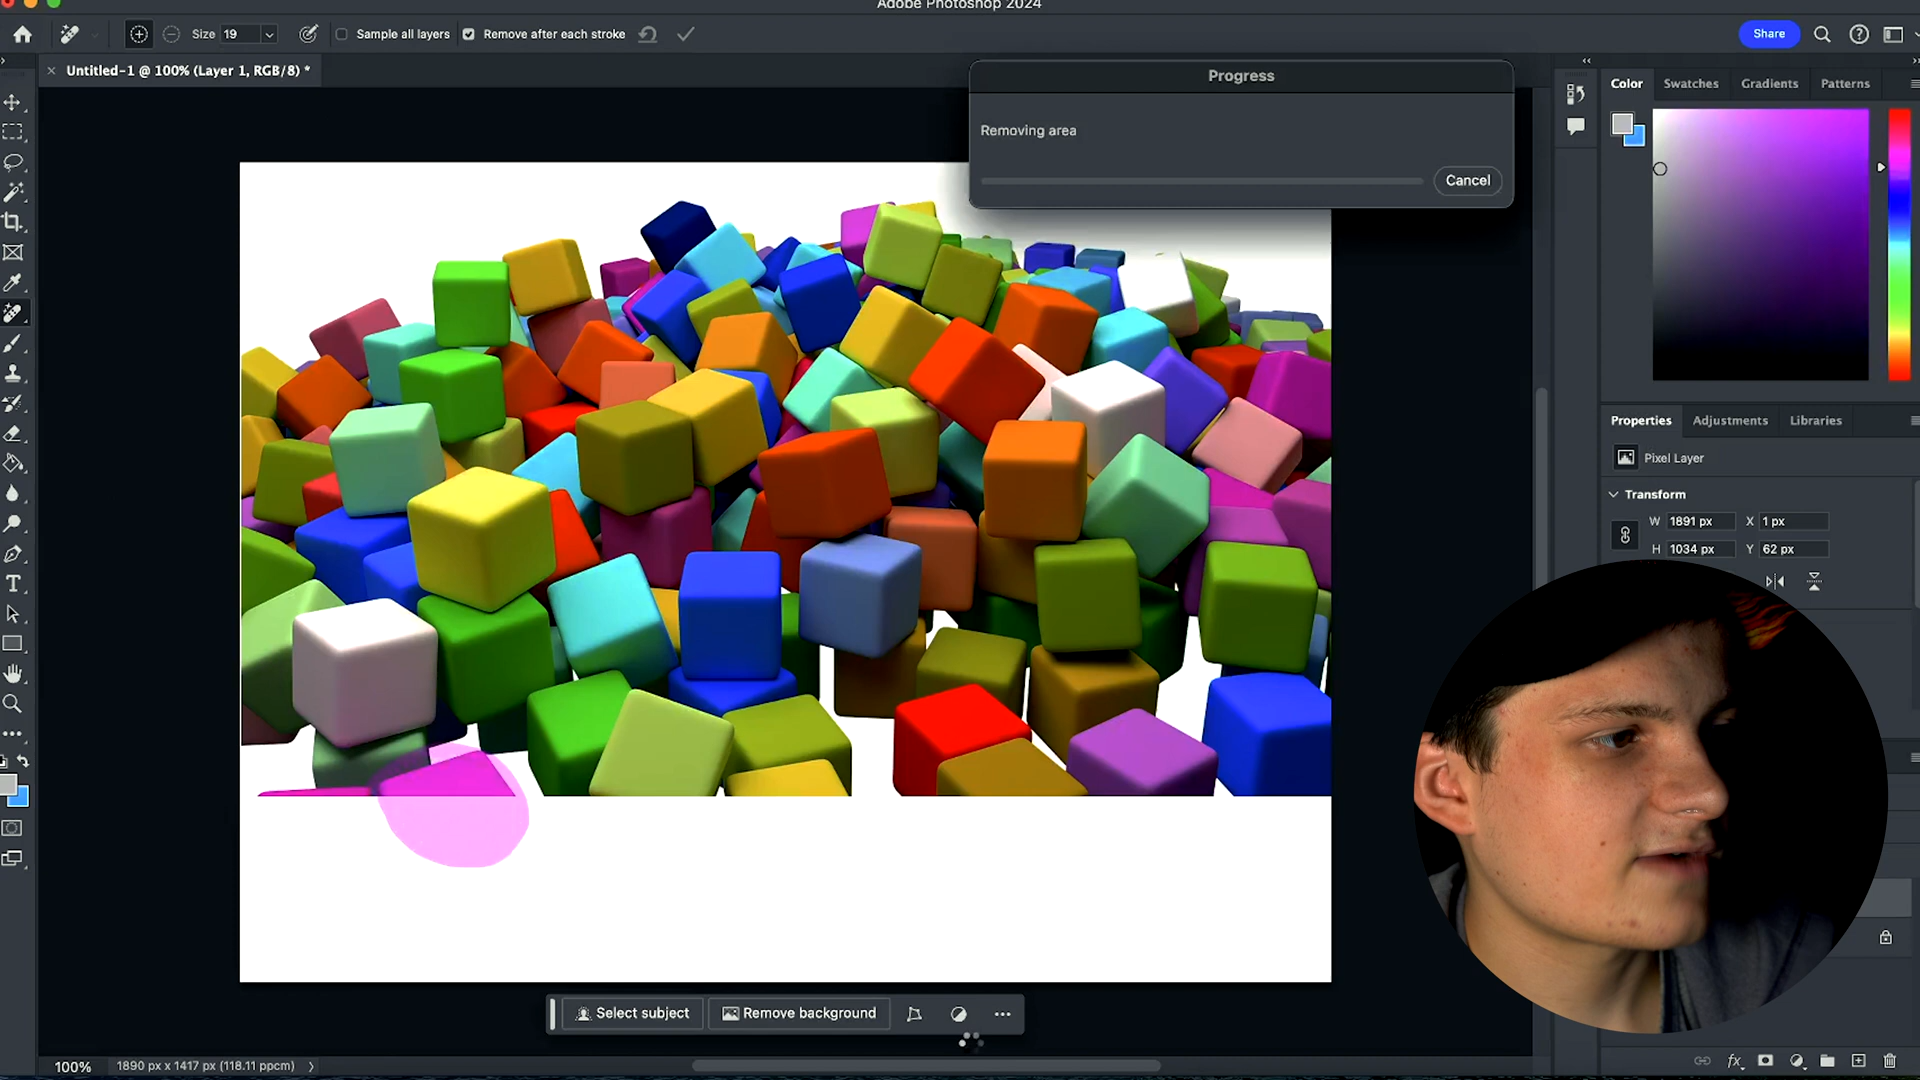 Adobe Photoshop 2024
Size 19 Sample all layers Remove after each stroke Share
Untitled-1 @ 100% (Layer 1, RGB/8) *
Progress
Removing area
Cancel
Color Swatches Gradients Patterns
Properties Adjustments Libraries
Pixel Layer
Transform
W 1891 px X 1 px
H 1034 px Y 62 px
T
Select subject Remove background
100% 1890 px x 1417 px (118.11 ppcm)
fx